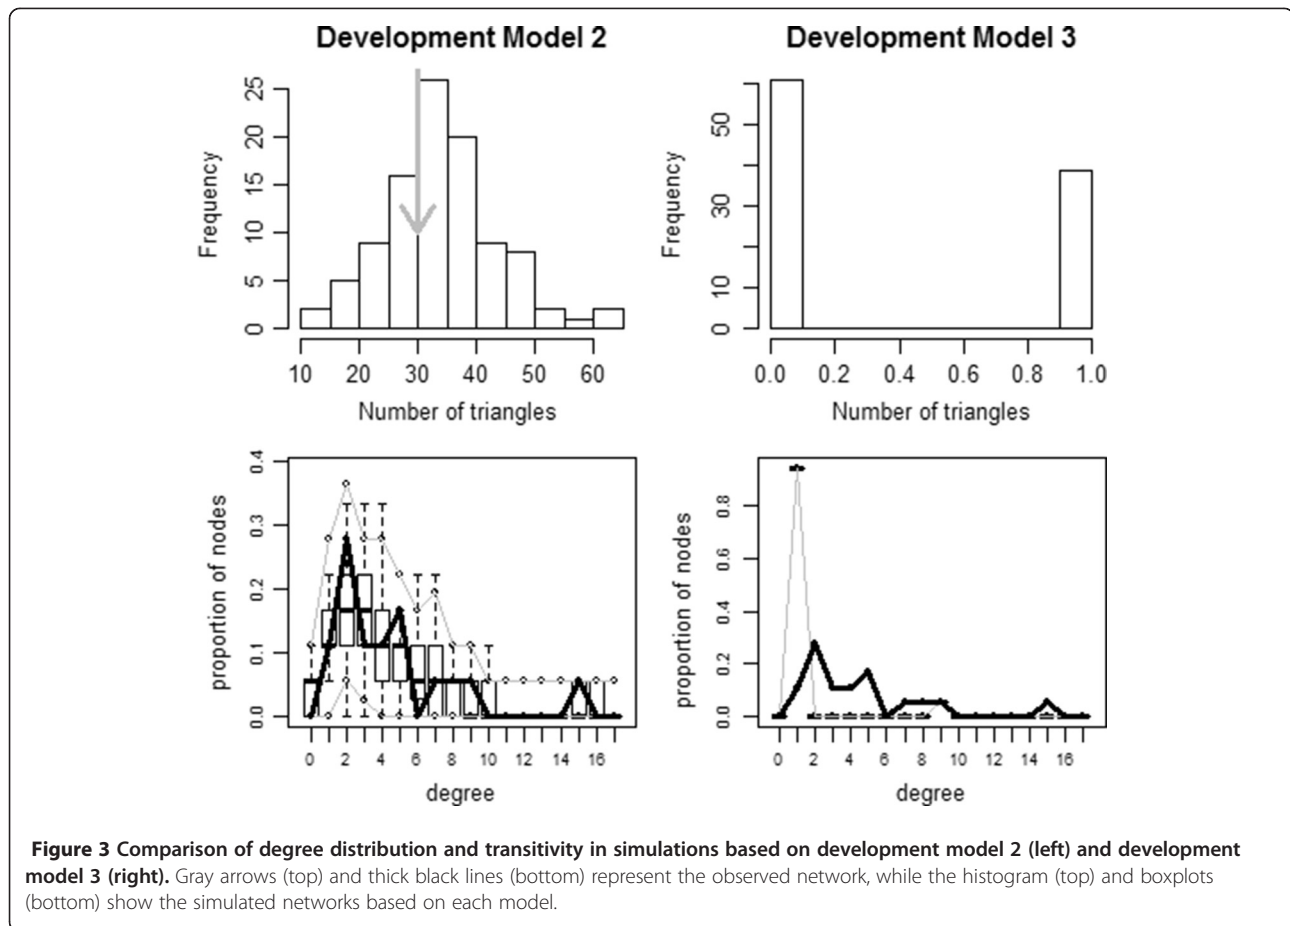 Development Model 2
Frequency
0 5 10 15 20 25
10 20 30 40 50 60
Number of triangles
Development Model 3
Frequency
0 10 30 50
0.0 0.2 0.4 0.6 0.8 1.0
Number of triangles
proportion of nodes
0.0 0.1 0.2 0.3 0.4
0 2 4 6 8 10 12 14 16
degree
proportion of nodes
0.0 0.2 0.4 0.6 0.8
0 2 4 6 8 10 12 14 16
degree
Figure 3 Comparison of degree distribution and transitivity in simulations based on development model 2 (left) and development
model 3 (right). Gray arrows (top) and thick black lines (bottom) represent the observed network, while the histogram (top) and boxplots
(bottom) show the simulated networks based on each model.